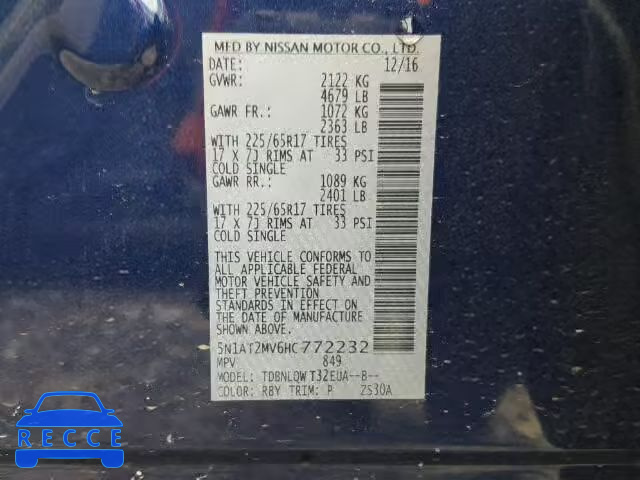 MFD BY NISSAN MOTOR CO., LTD.
DATE: 12/16
GVWR: 2122 KG
4679 LB
GAWR FR.: 1072 KG
2363 LB
WITH 225/65R17 TIRES
17 X 7J RIMS AT 33 PSI
COLD SINGLE
GAWR RR.: 1089 KG
2401 LB
WITH 225/65R17 TIRES
17 X 7J RIMS AT 33 PSI
COLD SINGLE
THIS VEHICLE CONFORMS TO
ALL APPLICABLE FEDERAL
MOTOR VEHICLE SAFETY AND
THEFT PREVENTION
STANDARDS IN EFFECT ON
THE DATE OF MANUFACTURE
SHOWN ABOVE.
5N1AT2MV6HC772232
MPV 849
MODEL: TDBNLQWT32EUA--B--
COLOR: RBY TRIM: P ZS30A
RECCE